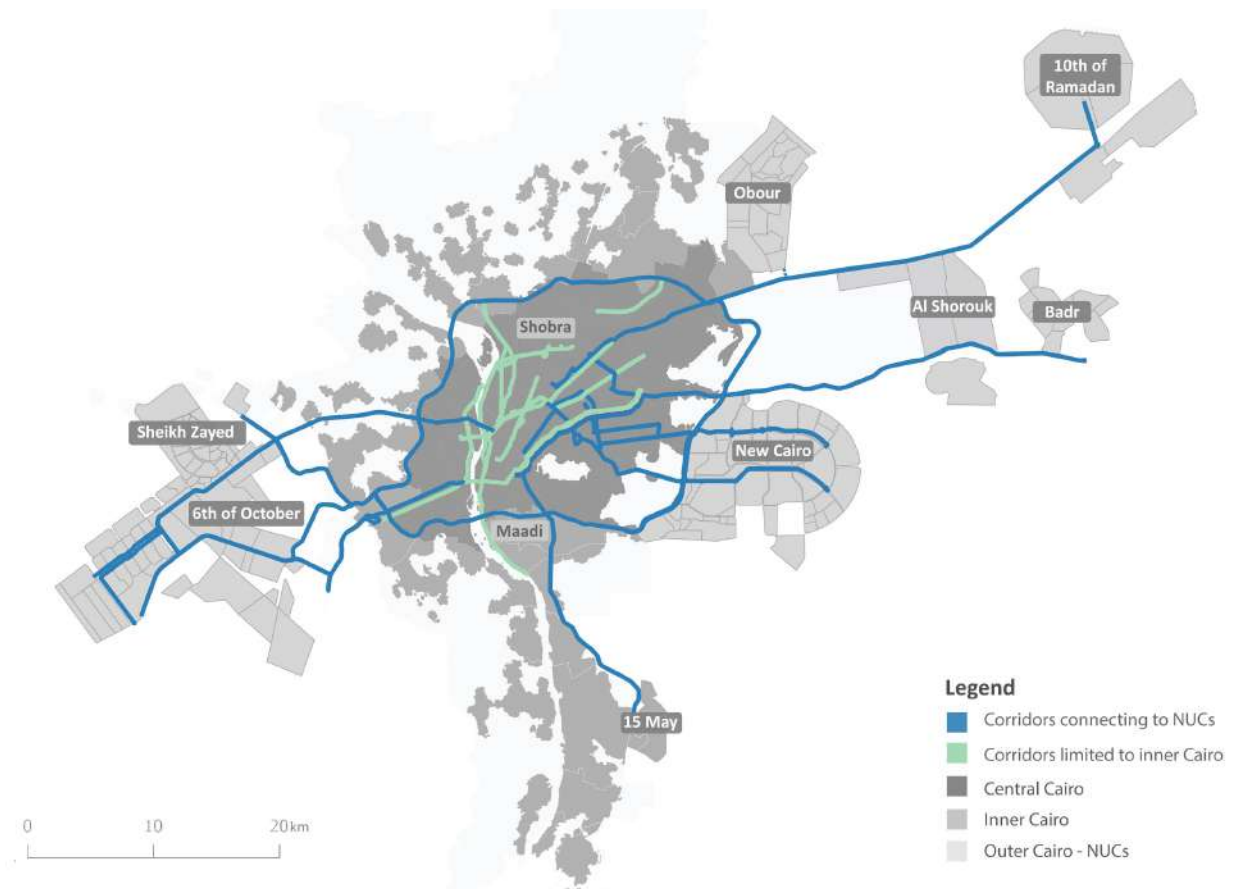 10th of
Ramadan
Obour
Al Shorouk
Badr
Shobra
Sheikh Zayed
New Cairo
6th of October
Maadi
15 May
Legend
Corridors connecting to NUCs
Corridors limited to inner Cairo
Central Cairo
Inner Cairo
Outer Cairo - NUCs
0 10 20km